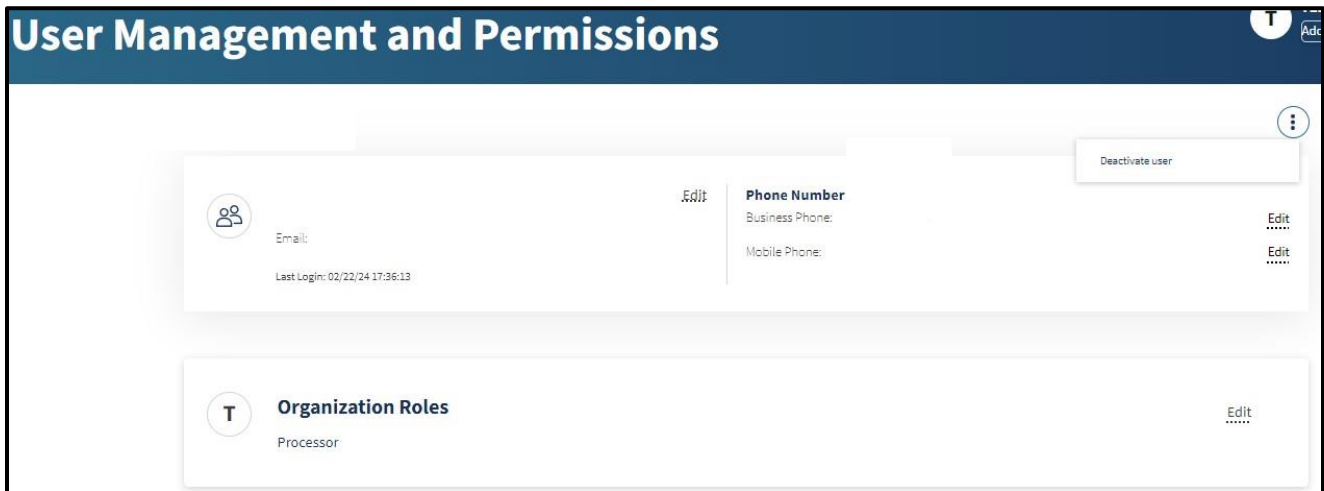 User Management and Permissions
T
Add
Deactivate user
Edit
Email:
Last Login: 02/22/24 17:36:13
Phone Number
Business Phone:
Edit
Mobile Phone:
Edit
T
Organization Roles
Edit
Processor